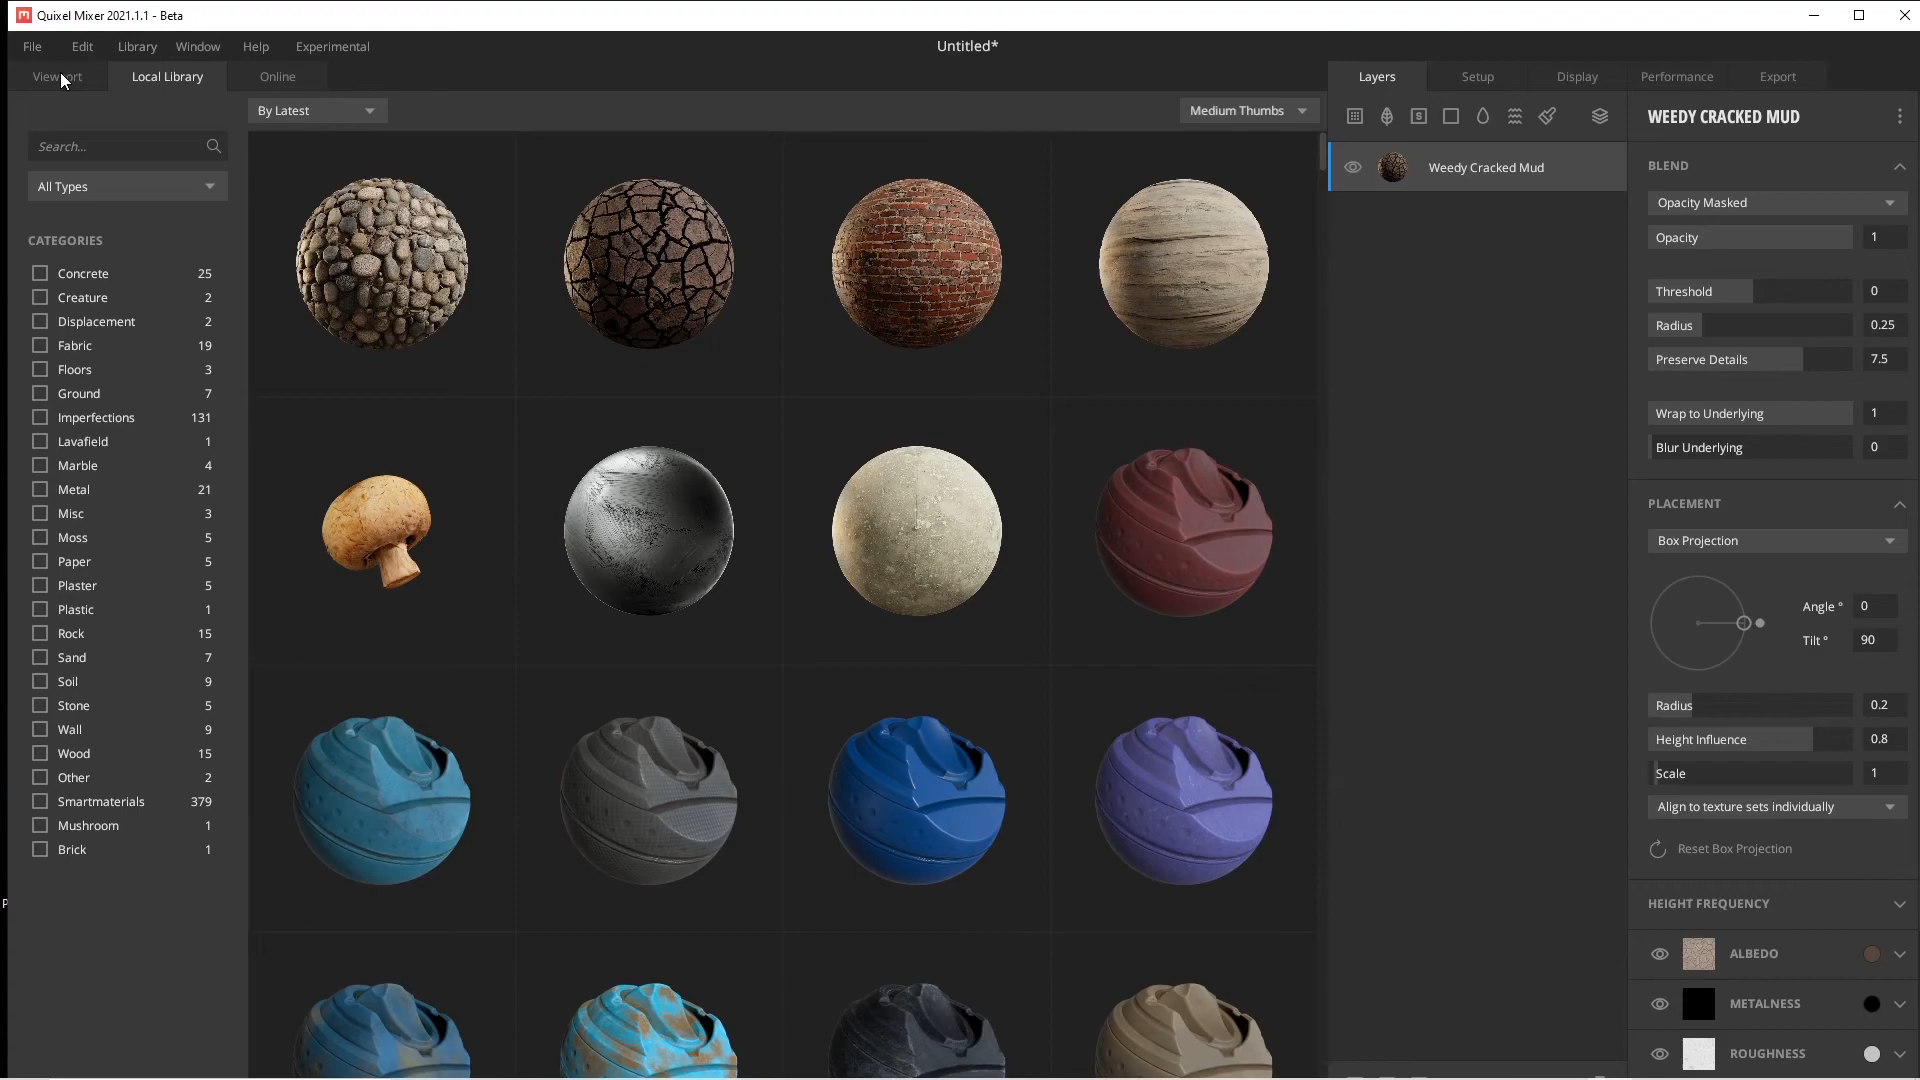 Quixel Mixer 2021.1.1 - Beta
File Edit Library Window Help Experimental
Untitled*
Viewport Local Library Online
Layers Setup Display Performance Export
By Latest
Medium Thumbs
Search...
All Types
CATEGORIES
Concrete 25
Creature 2
Displacement 2
Fabric 19
Floors 3
Ground 7
Imperfections 131
Lavafield 1
Marble 4
Metal 21
Misc 3
Moss 5
Paper 5
Plaster 5
Plastic 1
Rock 15
Sand 7
Soil 9
Stone 5
Wall 9
Wood 15
Other 2
Smartmaterials 379
Mushroom 1
Brick 1
Weedy Cracked Mud
WEEDY CRACKED MUD
BLEND
Opacity Masked
Opacity 1
Threshold 0
Radius 0.25
Preserve Details 7.5
Wrap to Underlying 1
Blur Underlying 0
PLACEMENT
Box Projection
Angle ° 0
Tilt ° 90
Radius 0.2
Height Influence 0.8
Scale 1
Align to texture sets individually
Reset Box Projection
HEIGHT FREQUENCY
ALBEDO
METALNESS
ROUGHNESS